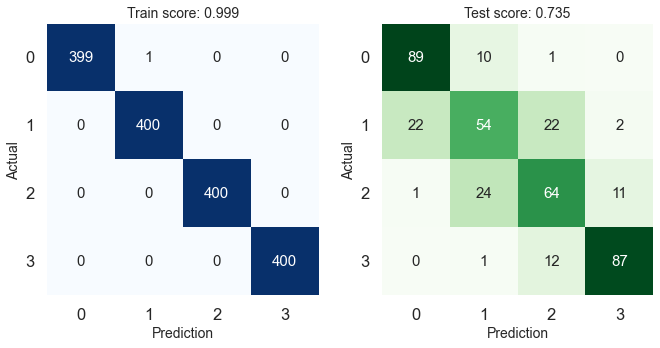 Train score: 0.999
0 399 1 0 0
1 0 400 0 0
2 0 0 400 0
3 0 0 0 400
0 1 2 3
Actual
Prediction
Test score: 0.735
0 89 10 1 0
1 22 54 22 2
2 1 24 64 11
3 0 1 12 87
0 1 2 3
Actual
Prediction